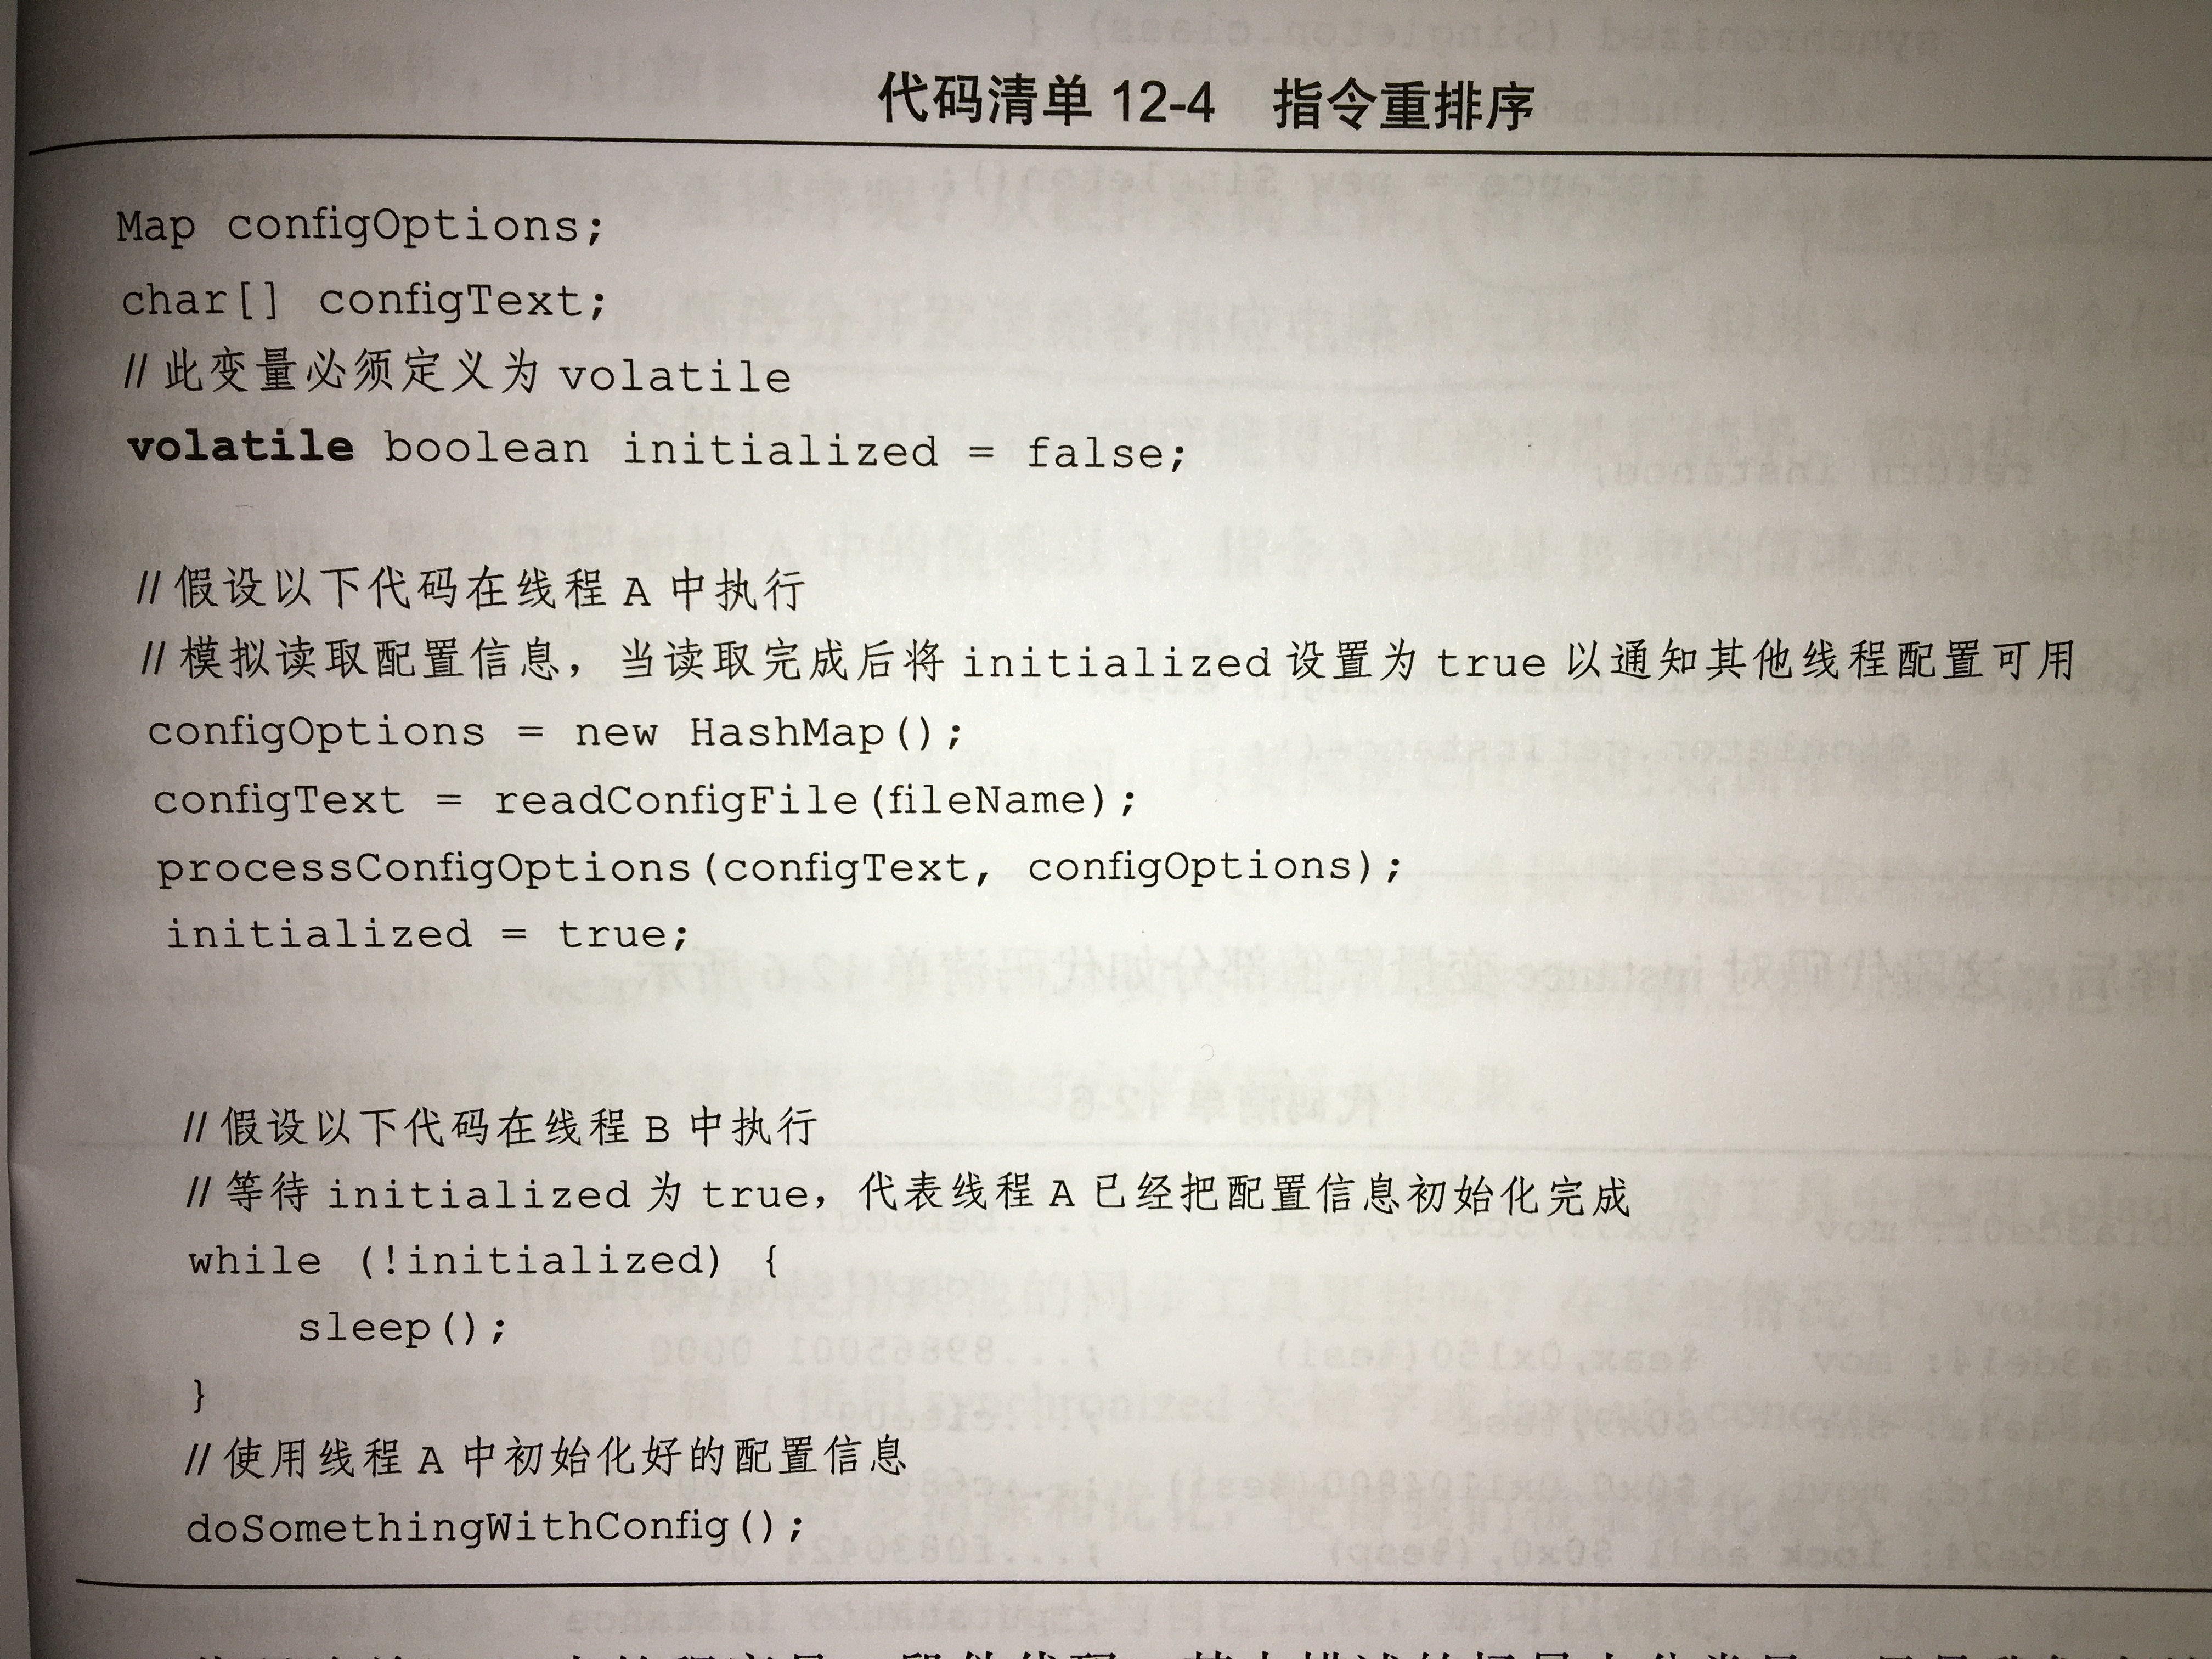 代码清单 12-4 指令重排序
Map configOptions;
char[] configText;
// 此变量必须定义为 volatile
volatile boolean initialized = false;
// 假设以下代码在线程 A 中执行
// 模拟读取配置信息，当读取完成后将 initialized 设置为 true 以通知其他线程配置可用
configOptions = new HashMap();
configText = readConfigFile(fileName);
processConfigOptions(configText, configOptions);
initialized = true;
// 假设以下代码在线程 B 中执行
// 等待 initialized 为 true，代表线程 A 已经把配置信息初始化完成
while (!initialized) {
    sleep();
}
// 使用线程 A 中初始化好的配置信息
doSomethingWithConfig();